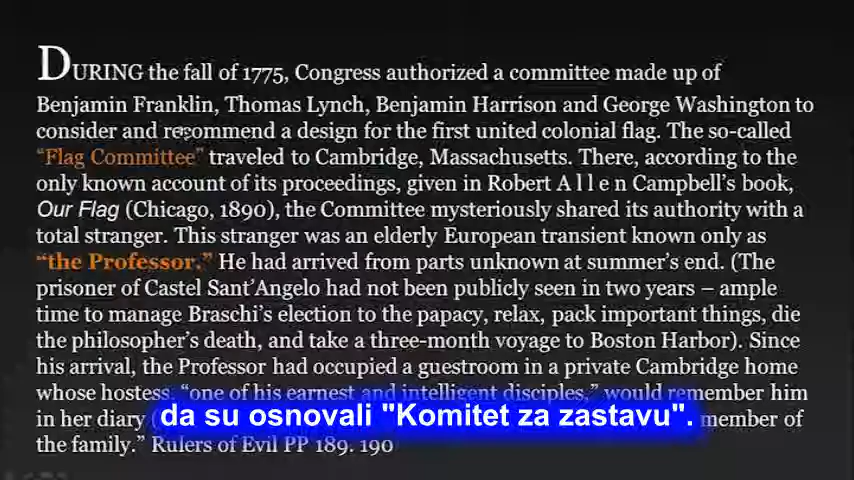 DURING the fall of 1775, Congress authorized a committee made up of
Benjamin Franklin, Thomas Lynch, Benjamin Harrison and George Washington to
consider and recommend a design for the first united colonial flag. The so-called
“Flag Committee” traveled to Cambridge, Massachusetts. There, according to the
only known account of its proceedings, given in Robert A l l e n Campbell’s book,
Our Flag (Chicago, 1890), the Committee mysteriously shared its authority with a
total stranger. This stranger was an elderly European transient known only as
“the Professor.” He had arrived from parts unknown at summer’s end. (The
prisoner of Castel Sant’Angelo had not been publicly seen in two years – ample
time to manage Braschi’s election to the papacy, relax, pack important things, die
the philosopher’s death, and take a three-month voyage to Boston Harbor). Since
his arrival, the Professor had occupied a guestroom in a private Cambridge home
whose hostess, “one of his earnest and intelligent disciples,” would remember him
in her diary member of
da su osnovali "Komitet za zastavu".
the family.” Rulers of Evil PP 189. 190